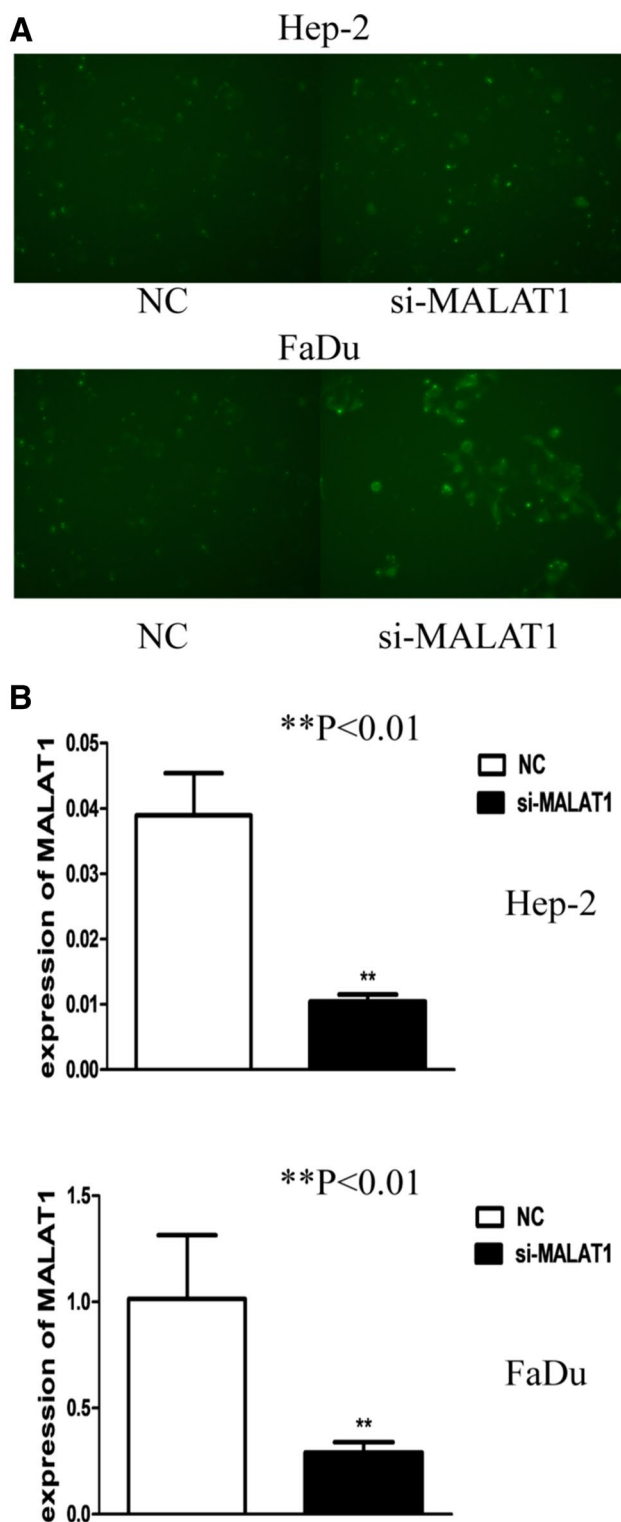 A
Hep-2
NC si-MALAT1
FaDu
NC si-MALAT1
B
**P<0.01
expression of MALAT1
0.05
0.04
0.03
0.02
0.01
0.00
**
NC
si-MALAT1
Hep-2
**P<0.01
expression of MALAT1
1.5
1.0
0.5
0.0
**
NC
si-MALAT1
FaDu